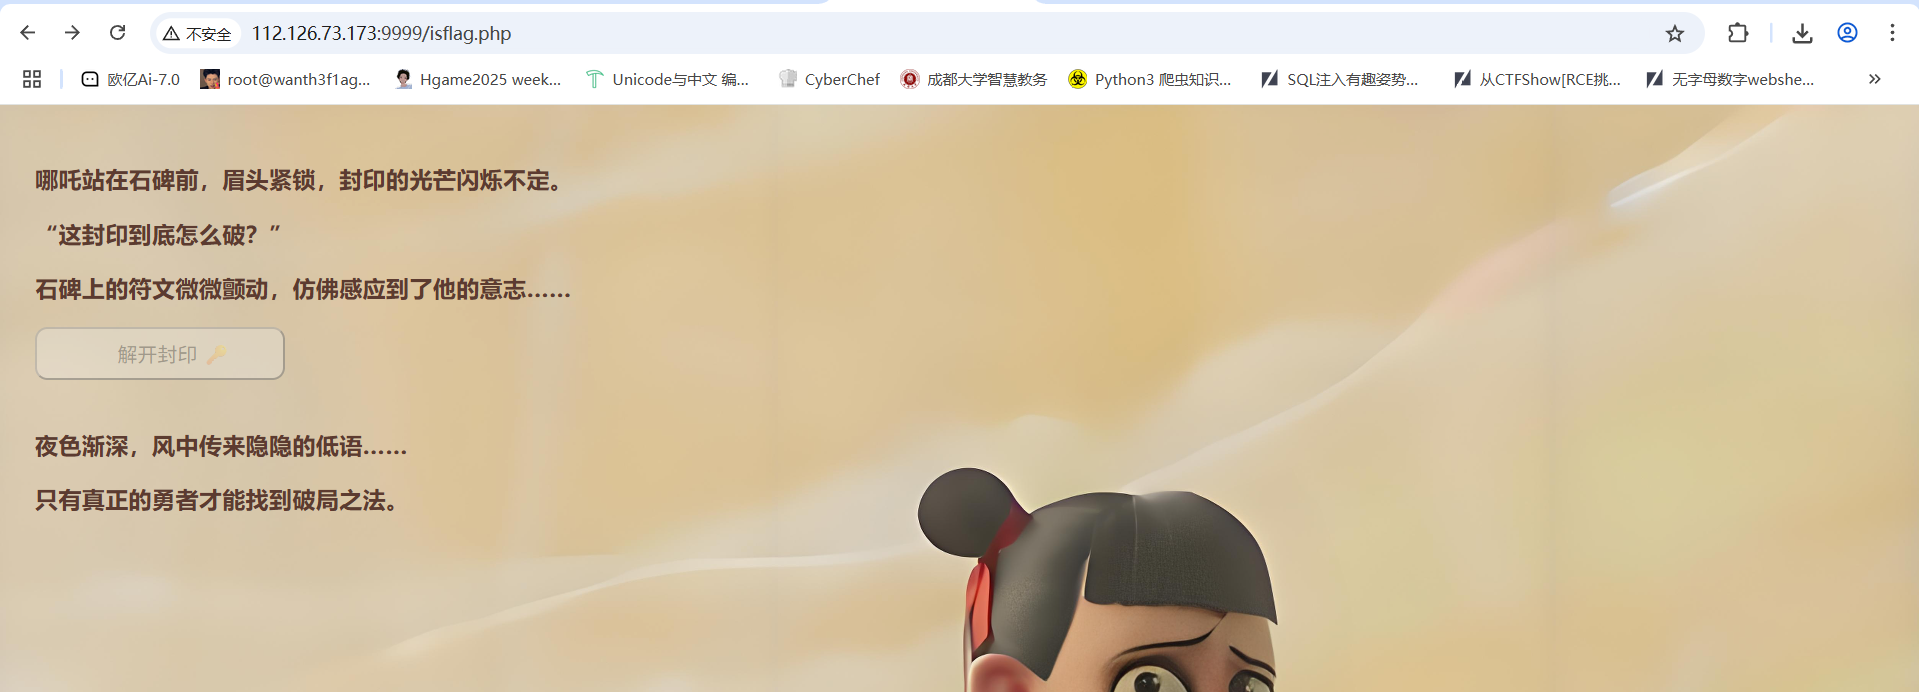 不安全 112.126.73.173:9999/isflag.php
欧亿Ai-7.0 root@wanth3f1ag... Hgame2025 week... Unicode与中文 编... CyberChef 成都大学智慧教务 Python3 爬虫知识... SQL注入有趣姿势... 从CTFShow[RCE挑... 无字母数字webshe... »
哪吒站在石碑前，眉头紧锁，封印的光芒闪烁不定。
“这封印到底怎么破？”
石碑上的符文微微颤动，仿佛感应到了他的意志……
解开封印 🔑
夜色渐深，风中传来隐隐的低语……
只有真正的勇者才能找到破局之法。